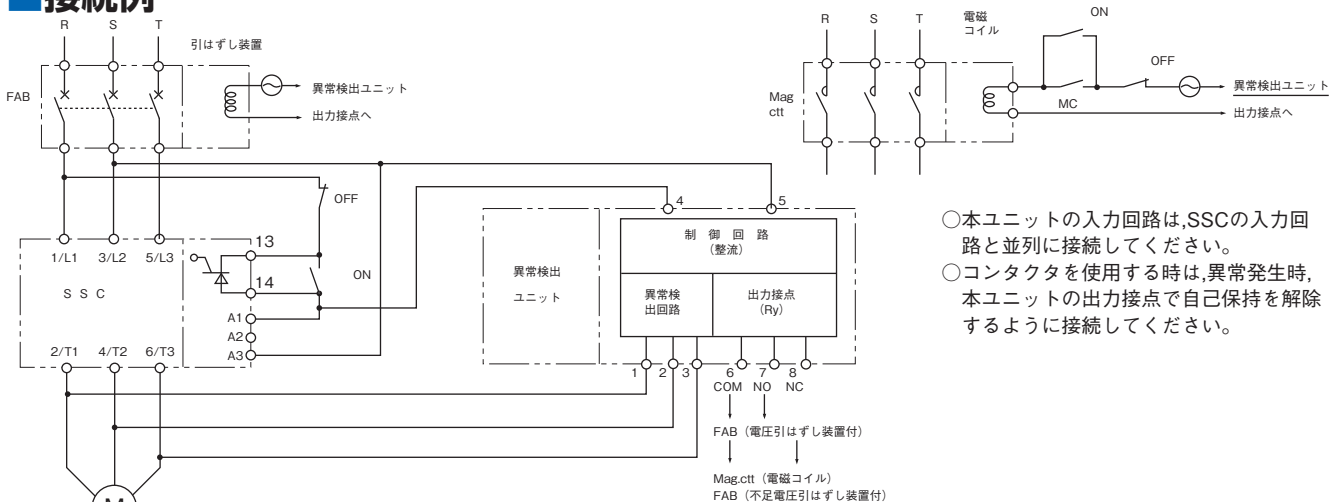 ■接続例
R S T
引はずし装置
FAB
異常検出ユニット
出力接点へ
OFF
13
1/L1 3/L2 5/L3
ON
14
SSC
A1
A2
A3
2/T1 4/T2 6/T3
M
4 5
制御回路
(整流)
異常検出
ユニット
異常検
出回路
出力接点
(Ry)
1 2 3 6 7 8
COM NO NC
FAB(電圧引はずし装置付)
Mag.ctt(電磁コイル)
FAB(不足電圧引はずし装置付)
R S T
電磁
コイル
ON
OFF
Mag
ctt
MC
異常検出ユニット
出力接点へ
○本ユニットの入力回路は,SSCの入力回
路と並列に接続してください。
○コンタクタを使用する時は,異常発生時,
本ユニットの出力接点で自己保持を解除
するように接続してください。